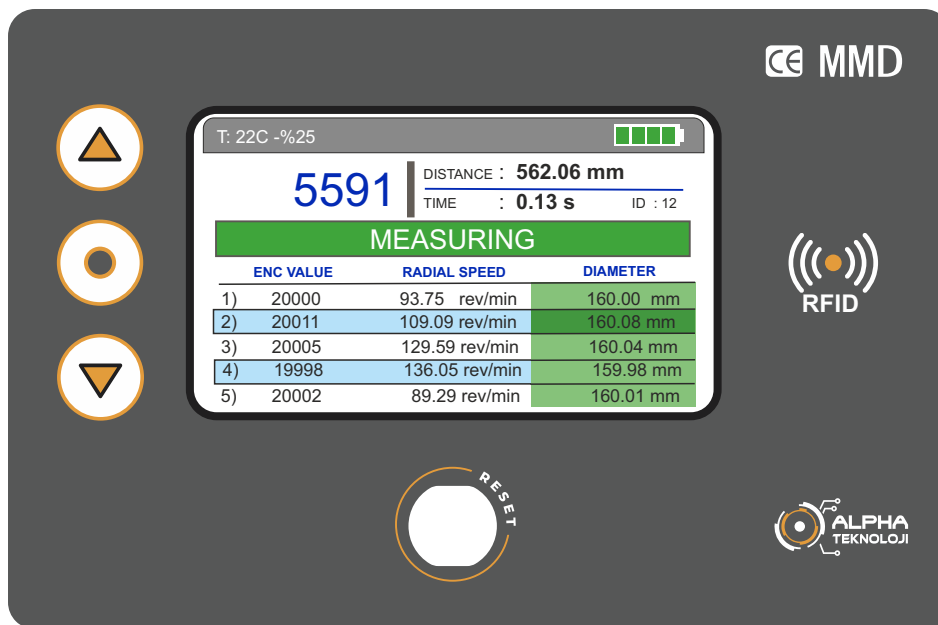 CE MMD
T: 22C -%25
5591
DISTANCE : 562.06 mm
TIME : 0.13 s ID : 12
MEASURING
ENC VALUE RADIAL SPEED DIAMETER
1) 20000 93.75 rev/min 160.00 mm
2) 20011 109.09 rev/min 160.08 mm
3) 20005 129.59 rev/min 160.04 mm
4) 19998 136.05 rev/min 159.98 mm
5) 20002 89.29 rev/min 160.01 mm
RFID
RESET
ALPHA
TEKNOLOJI